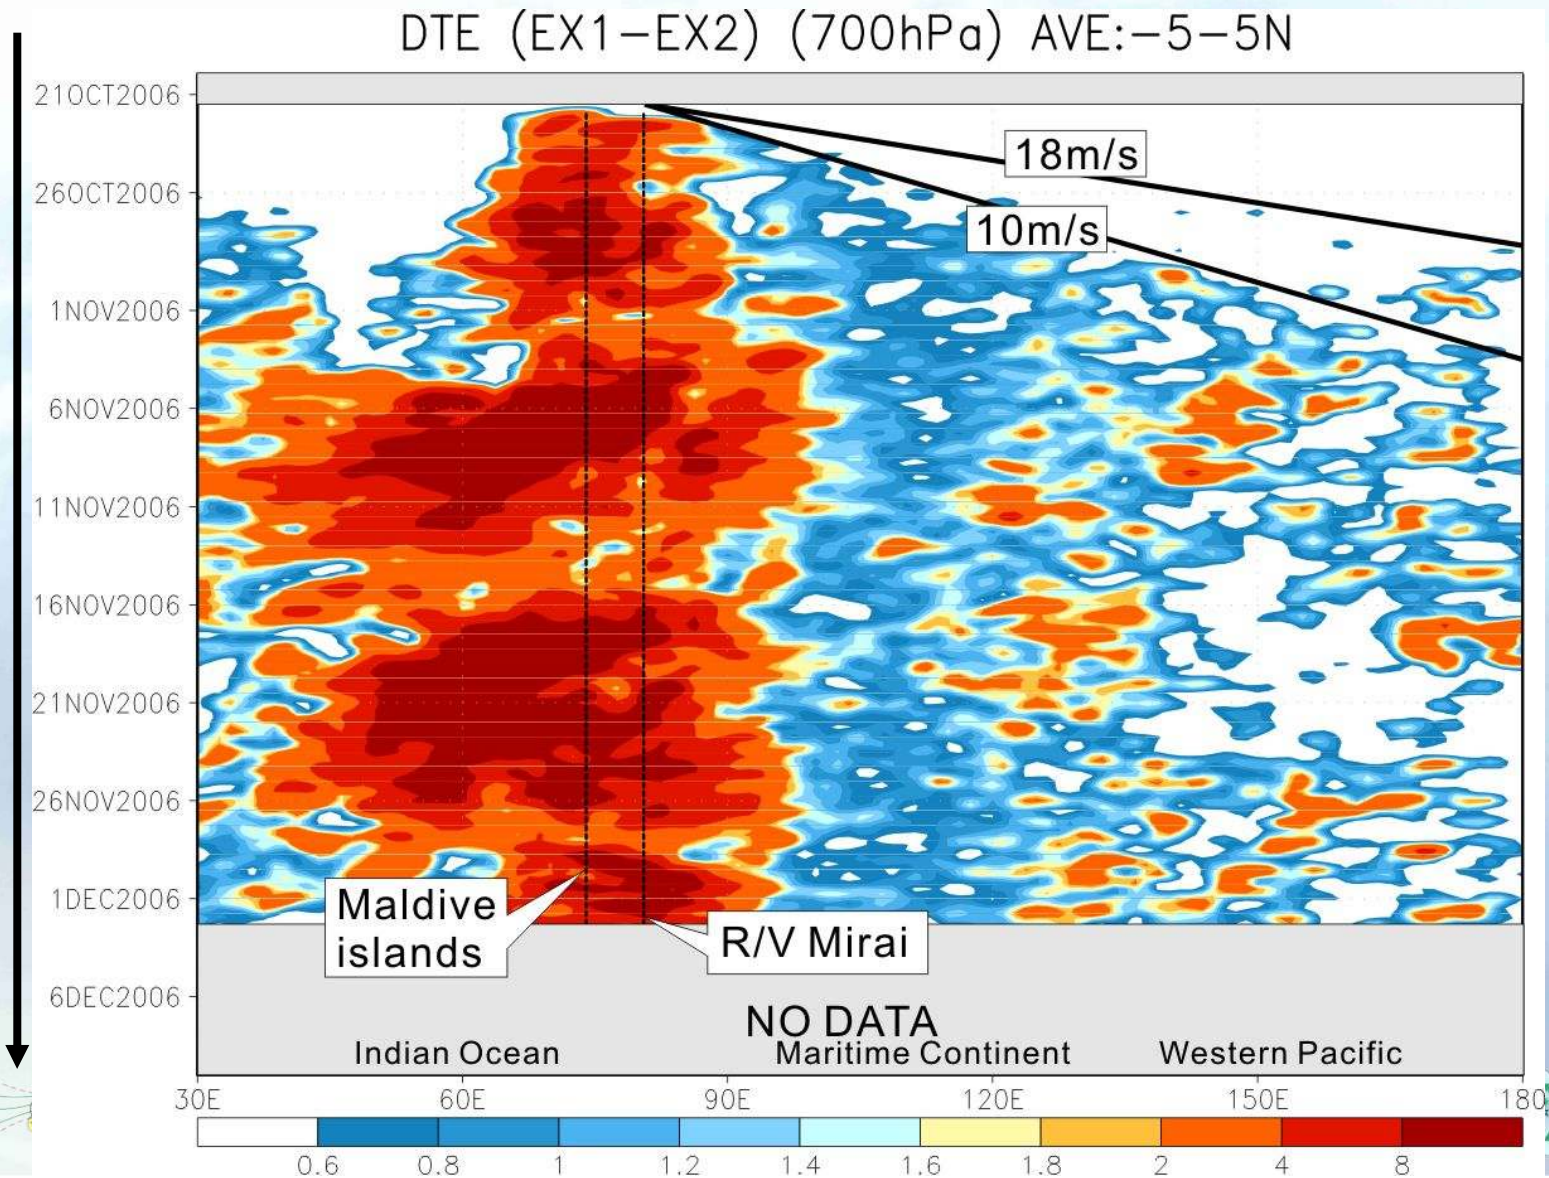 DTE (EX1-EX2) (700hPa) AVE:-5-5N
21OCT2006
18m/s
26OCT2006
10m/s
1NOV2006
6NOV2006
11NOV2006
16NOV2006
21NOV2006
26NOV2006
1DEC2006
Maldive
islands
R/V Mirai
6DEC2006
NO DATA
Indian Ocean Maritime Continent Western Pacific
30E 60E 90E 120E 150E 180
0.6 0.8 1 1.2 1.4 1.6 1.8 2 4 8